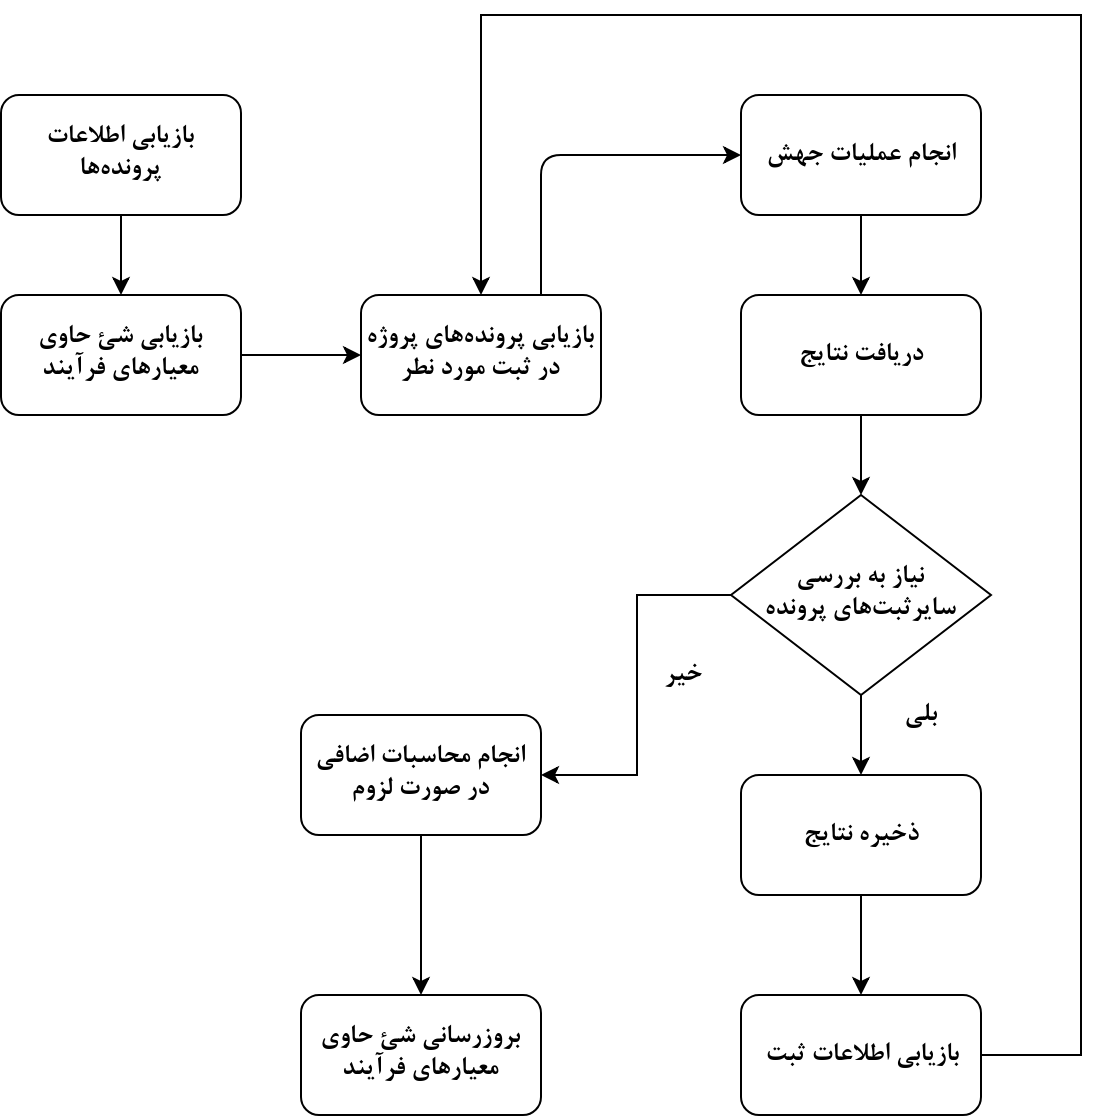 بازیابی اطلاعات
پرونده‌ها
بازیابی شئ حاوی
معیارهای فرآیند
بازیابی پرونده‌های پروژه
در ثبت مورد نظر
انجام عملیات جهش
دریافت نتایج
نیاز به بررسی
سایرثبت‌های پرونده
خیر
بلی
انجام محاسبات اضافی
در صورت لزوم
بروزرسانی شئ حاوی
معیارهای فرآیند
ذخیره نتایج
بازیابی اطلاعات ثبت